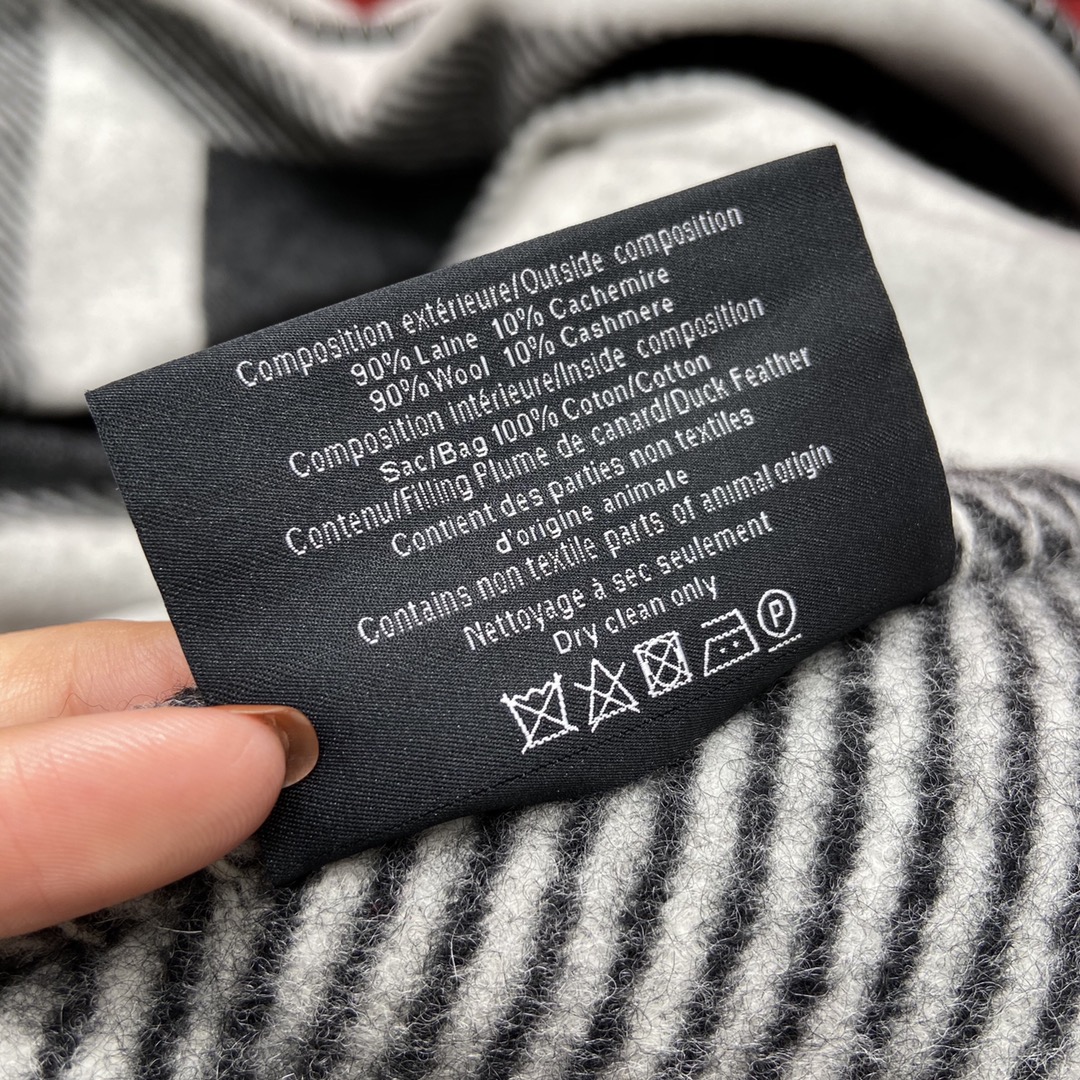 Composition extérieure/Outside composition
90% Laine 10% Cachemire
90% Wool 10% Cashmere
Composition intérieure/Inside composition
Sac/Bag 100% Coton/Cotton
Contenu/Filling Plume de canard/Duck Feather
Contient des parties non textiles
d'origine animale
Contains non textile parts of animal origin
Nettoyage à sec seulement
Dry clean only
P